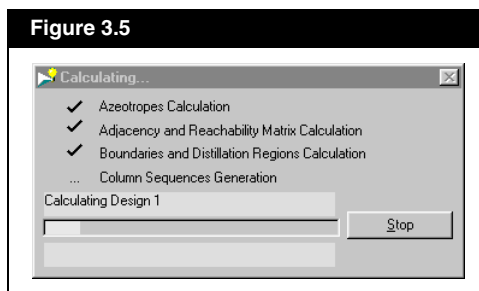 Figure 3.5
Calculating...
Azeotropes Calculation
Adjacency and Reachability Matrix Calculation
Boundaries and Distillation Regions Calculation
... Column Sequences Generation
Calculating Design 1
Stop